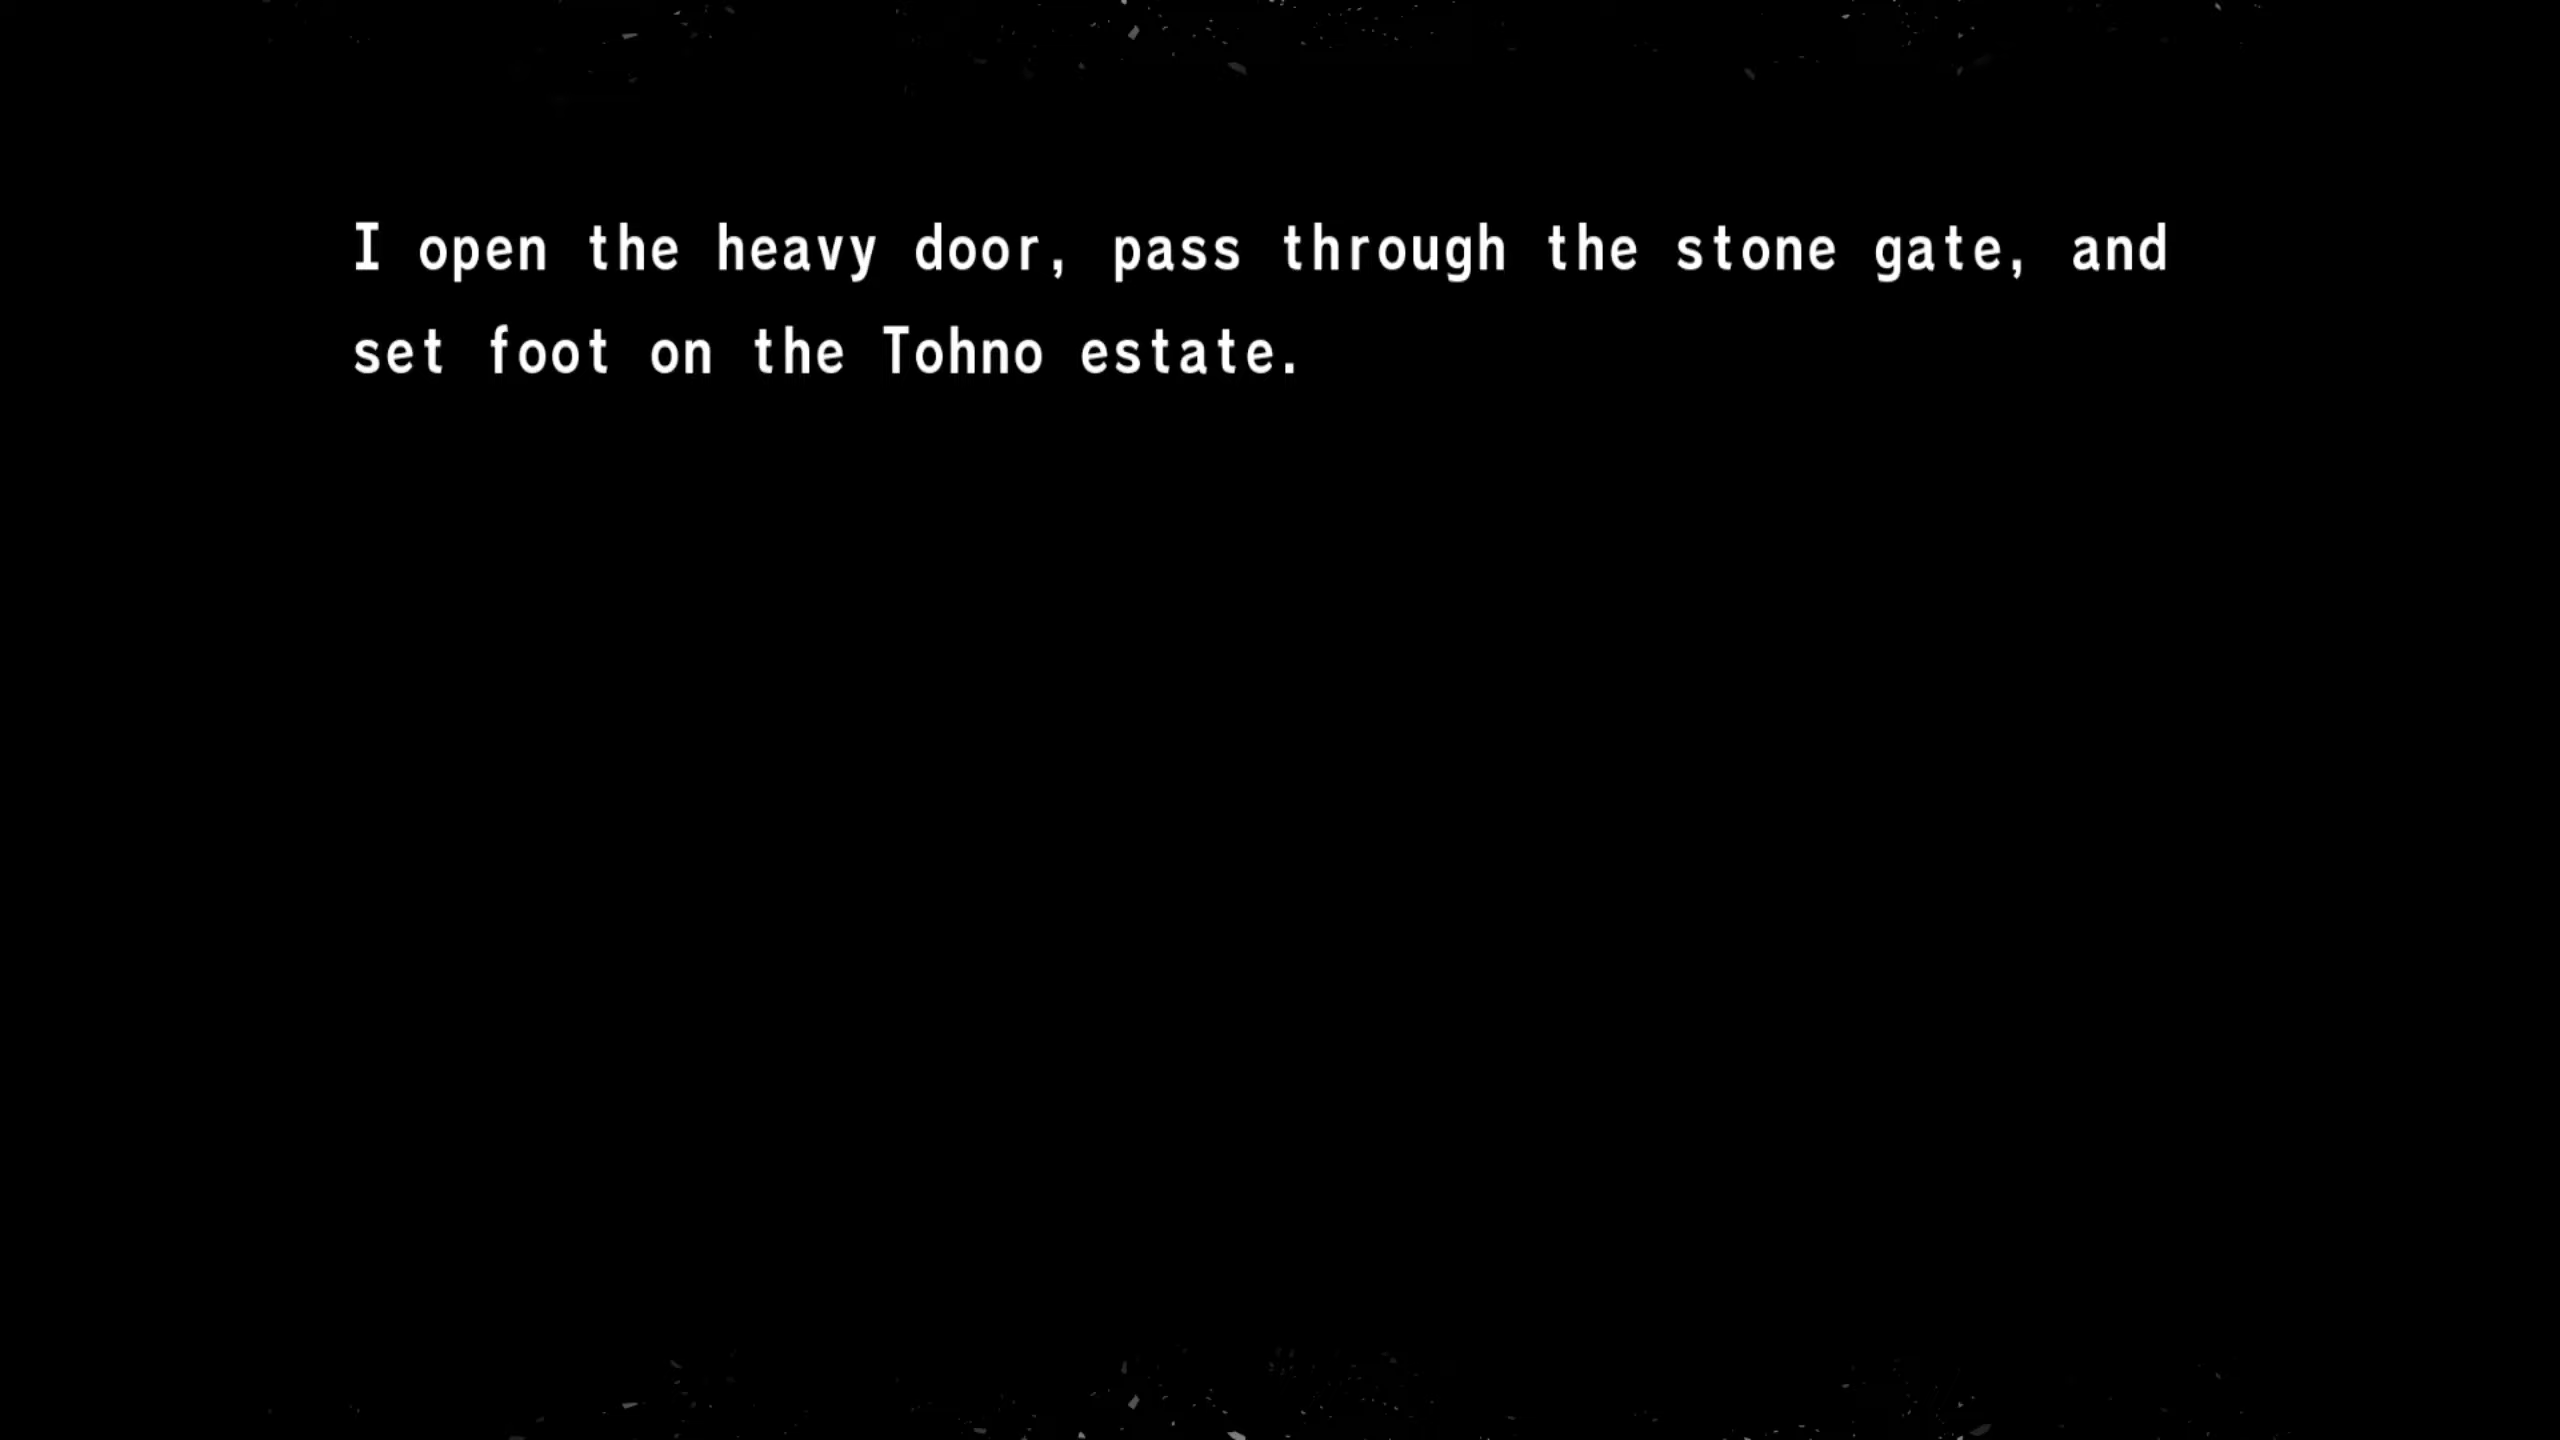 I open the heavy door, pass through the stone gate, and
set foot on the Tohno estate.